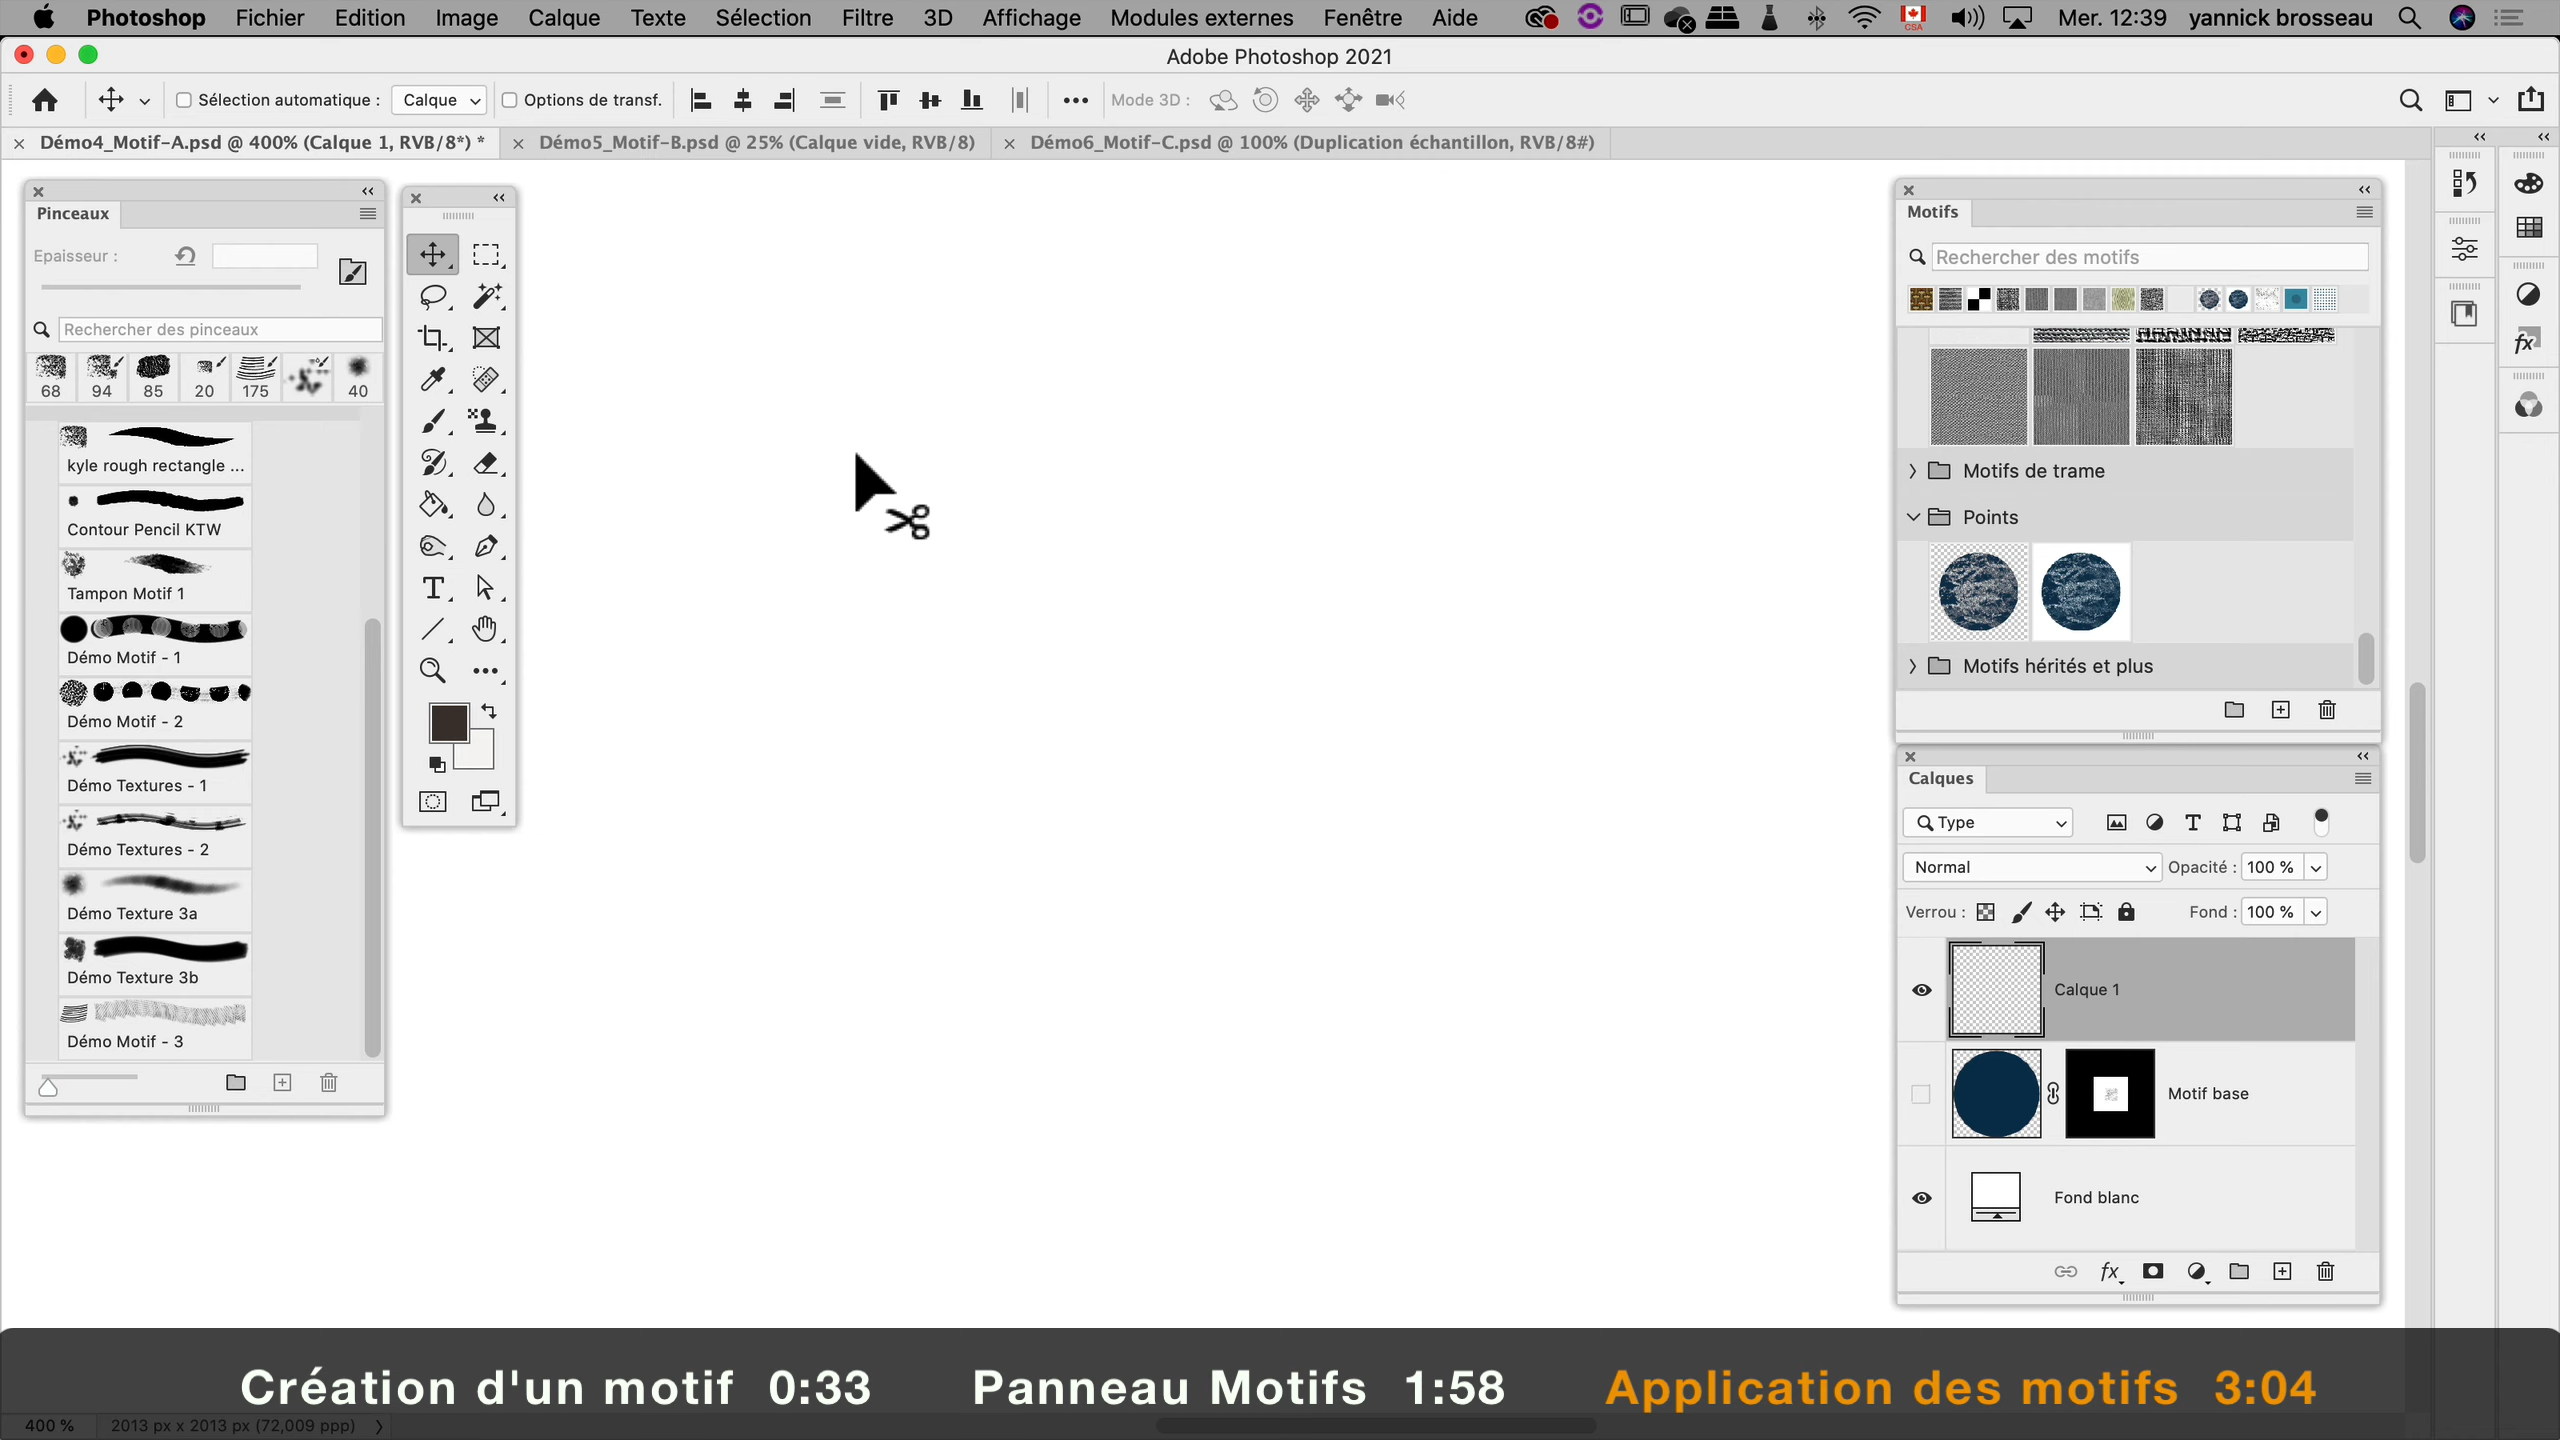 Photoshop Fichier Edition Image Calque Texte Sélection Filtre 3D Affichage Modules externes Fenêtre Aide CSA Mer. 12:39 yannick brosseau
Adobe Photoshop 2021
Sélection automatique : Calque Options de transf. Mode 3D :
Démo4_Motif-A.psd @ 400% (Calque 1, RVB/8*) * Démo5_Motif-B.psd @ 25% (Calque vide, RVB/8) Démo6_Motif-C.psd @ 100% (Duplication échantillon, RVB/8#)
Pinceaux
Epaisseur :
Rechercher des pinceaux
68 94 85 20 175 40
kyle rough rectangle ...
Contour Pencil KTW
Tampon Motif 1
Démo Motif - 1
Démo Motif - 2
Démo Textures - 1
Démo Textures - 2
Démo Texture 3a
Démo Texture 3b
Démo Motif - 3
Motifs
Rechercher des motifs
Motifs de trame
Points
Motifs hérités et plus
Calques
Type
Normal Opacité : 100 %
Verrou : Fond : 100 %
Calque 1
Motif base
Fond blanc
fx
Création d'un motif 0:33 Panneau Motifs 1:58 Application des motifs 3:04
400 % 2013 px x 2013 px (72,009 ppp)